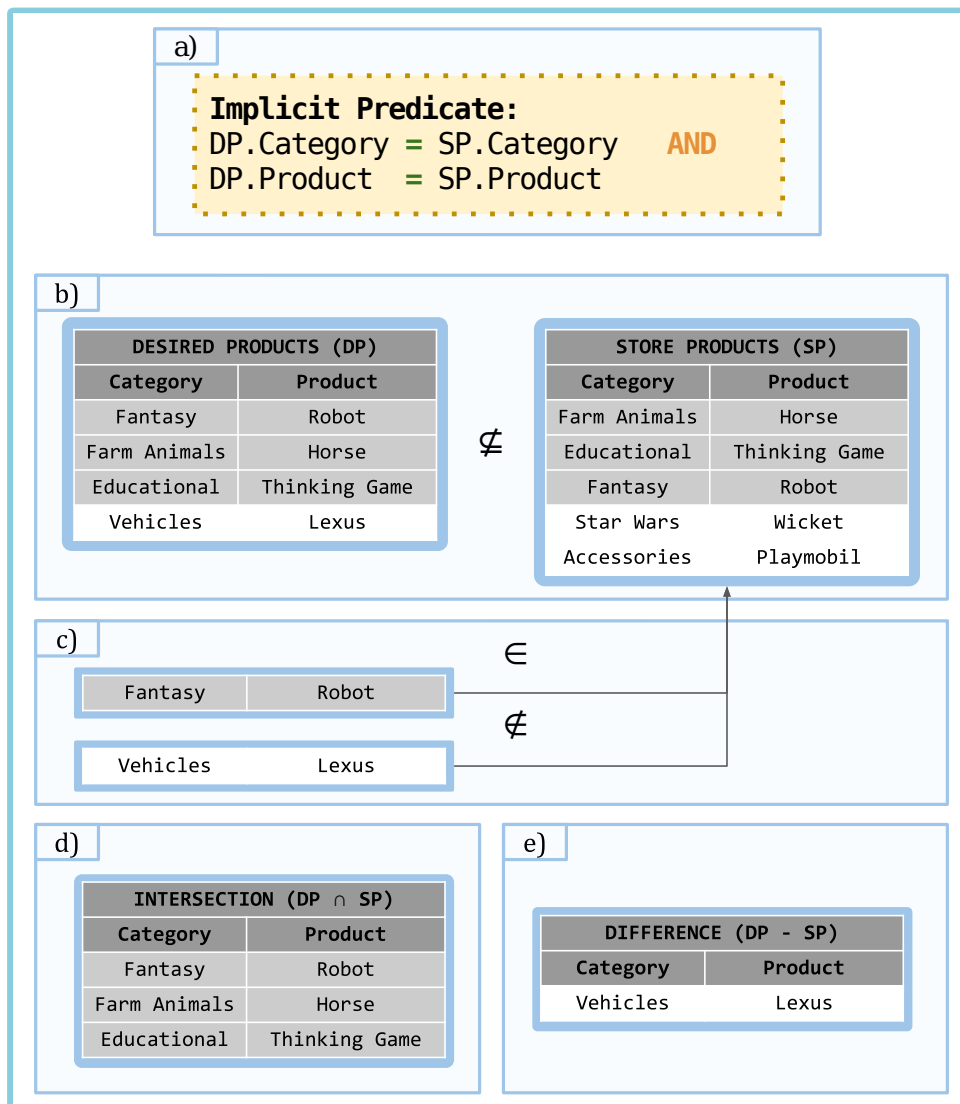 a)
Implicit Predicate:
DP.Category = SP.Category AND
DP.Product = SP.Product
b)
DESIRED PRODUCTS (DP)
Category Product
Fantasy Robot
Farm Animals Horse
Educational Thinking Game
Vehicles Lexus
⊈
STORE PRODUCTS (SP)
Category Product
Farm Animals Horse
Educational Thinking Game
Fantasy Robot
Star Wars Wicket
Accessories Playmobil
c)
∈
Fantasy Robot
∉
Vehicles Lexus
d)
INTERSECTION (DP ∩ SP)
Category Product
Fantasy Robot
Farm Animals Horse
Educational Thinking Game
e)
DIFFERENCE (DP - SP)
Category Product
Vehicles Lexus